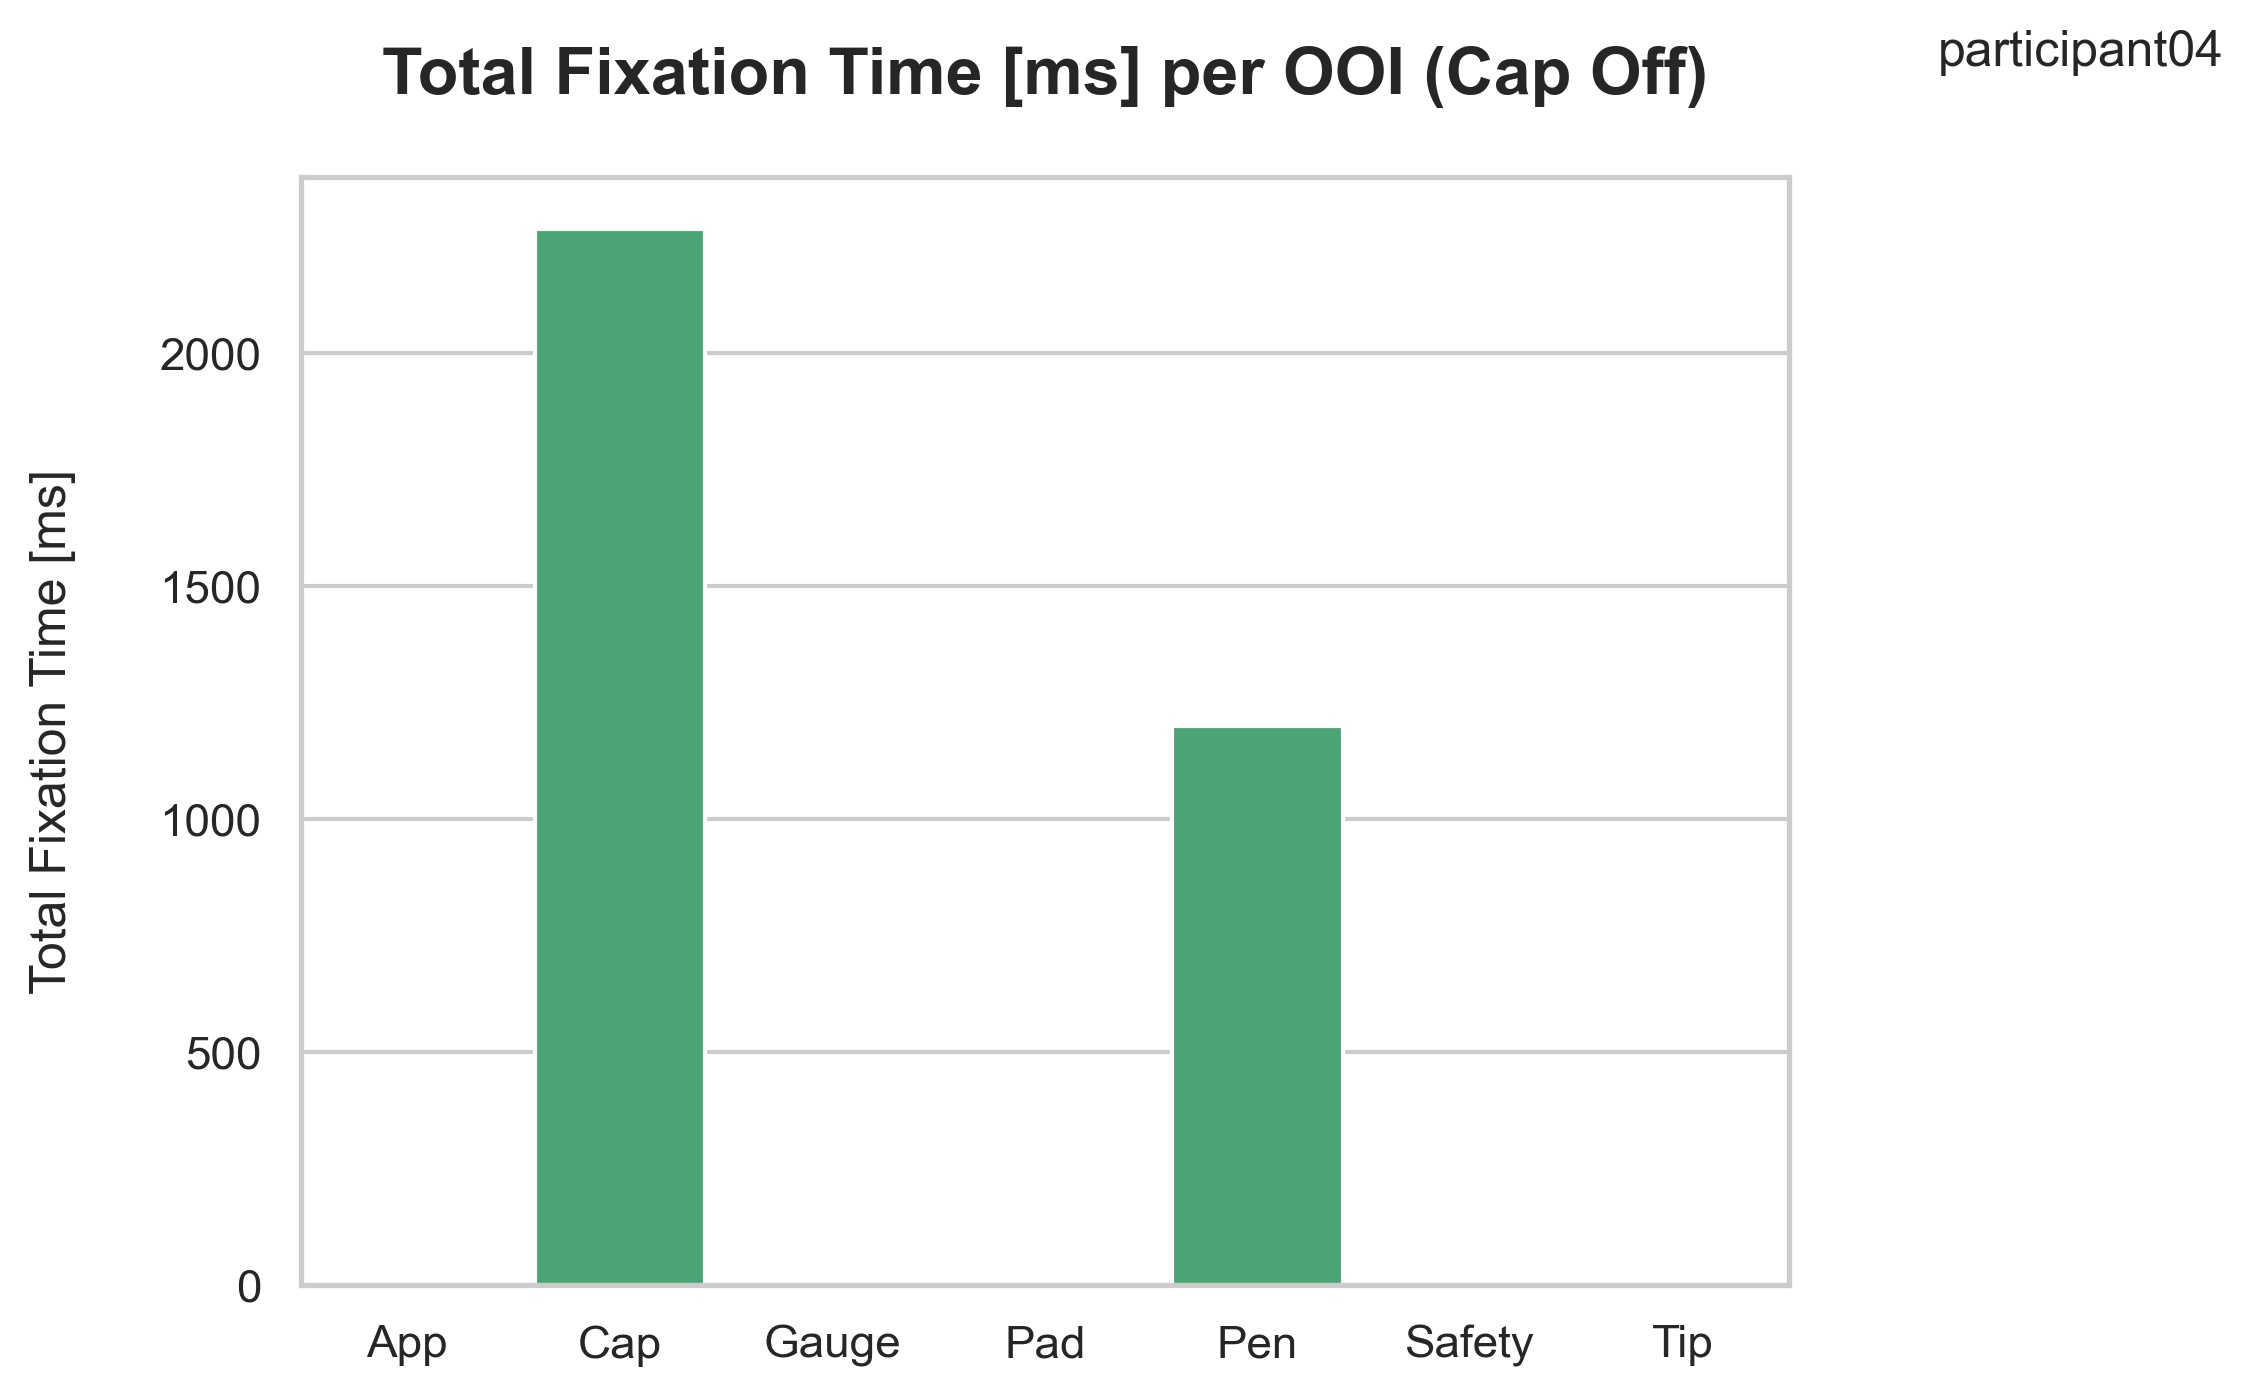 Total Fixation Time [ms] per OOI (Cap Off)
participant04
Total Fixation Time [ms]
2000
1500
1000
500
0
App Cap Gauge Pad Pen Safety Tip